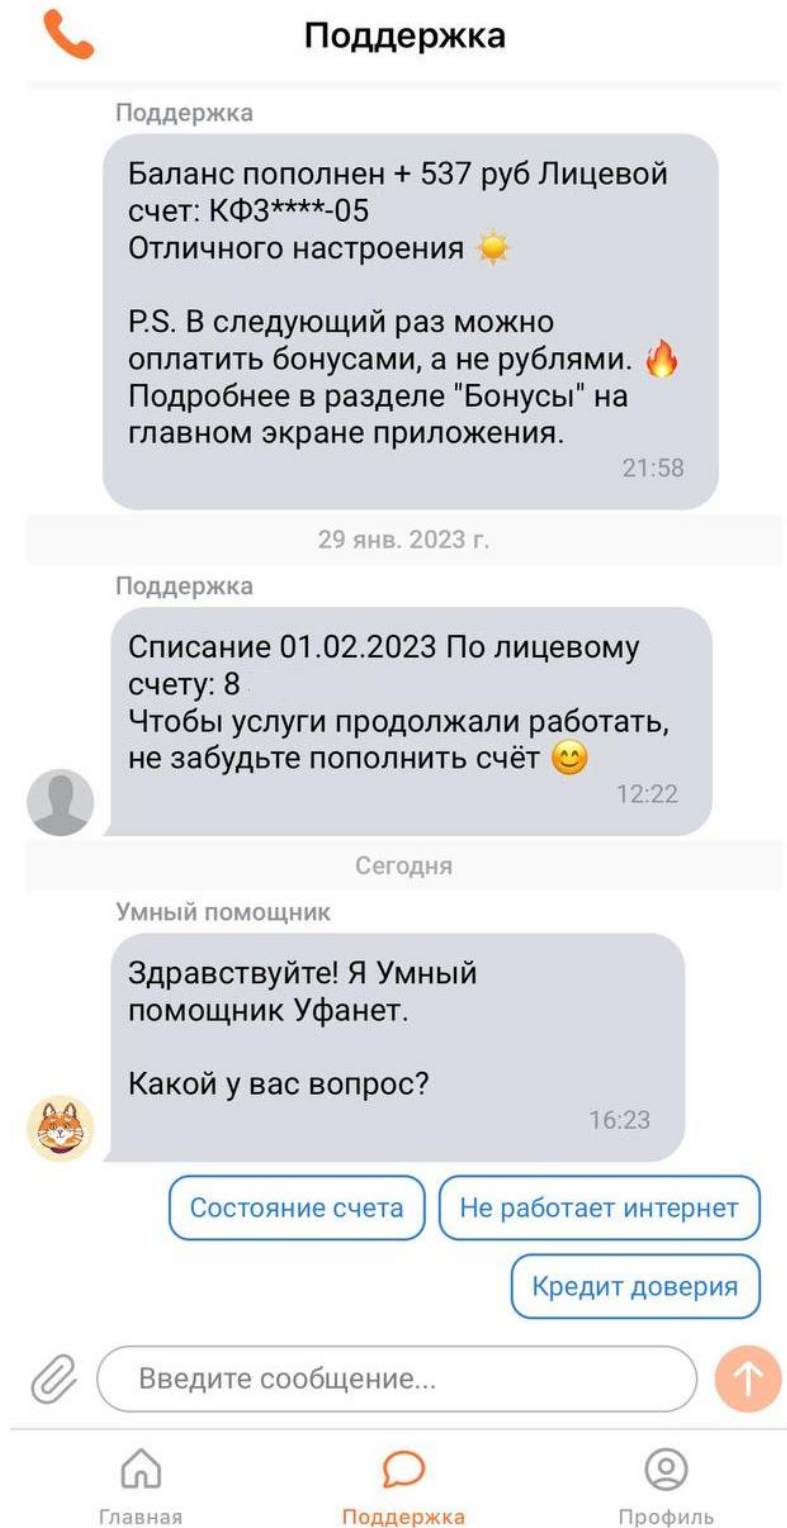 Поддержка
Поддержка
Баланс пополнен + 537 руб Лицевой
счет: КФЗ****-05
Отличного настроения ☀️
P.S. В следующий раз можно
оплатить бонусами, а не рублями. 🔥
Подробнее в разделе "Бонусы" на
главном экране приложения.
21:58
29 янв. 2023 г.
Поддержка
Списание 01.02.2023 По лицевому
счету: 8
Чтобы услуги продолжали работать,
не забудьте пополнить счёт 😊
12:22
Сегодня
Умный помощник
Здравствуйте! Я Умный
помощник Уфанет.
Какой у вас вопрос?
16:23
Состояние счета Не работает интернет
Кредит доверия
Введите сообщение...
Главная Поддержка Профиль